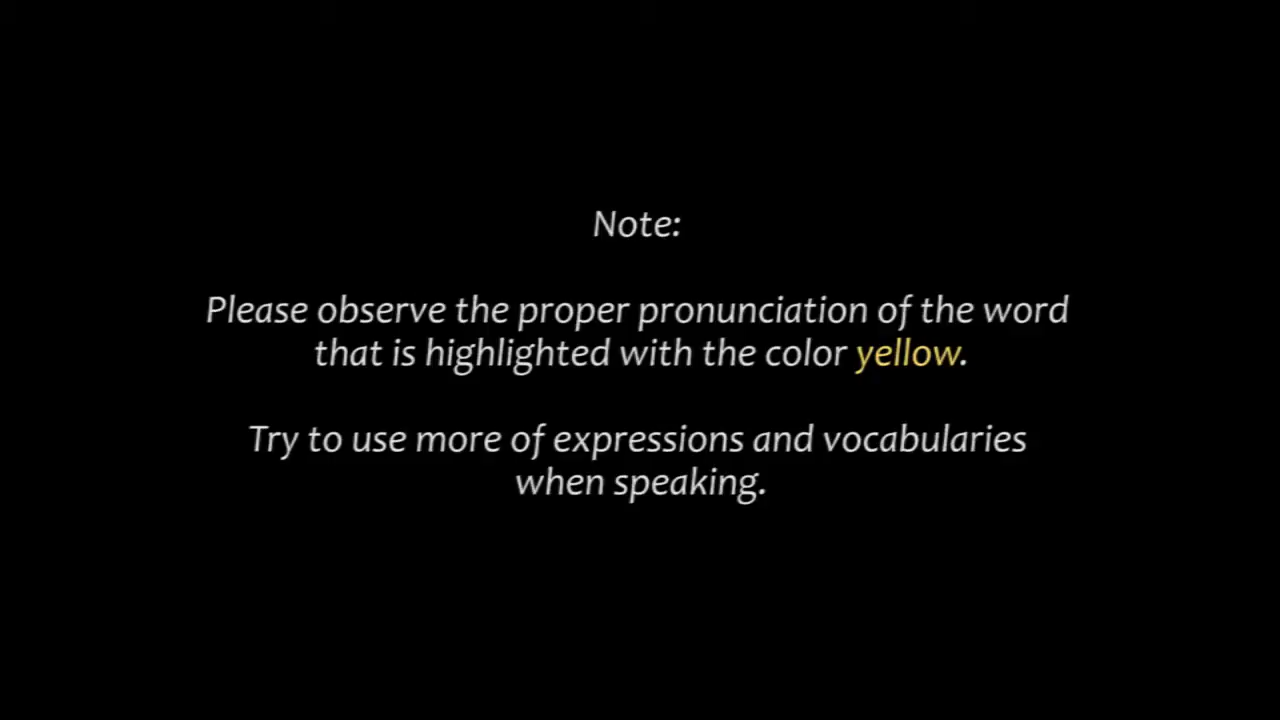 Note:
Please observe the proper pronunciation of the word
that is highlighted with the color yellow.
Try to use more of expressions and vocabularies
when speaking.